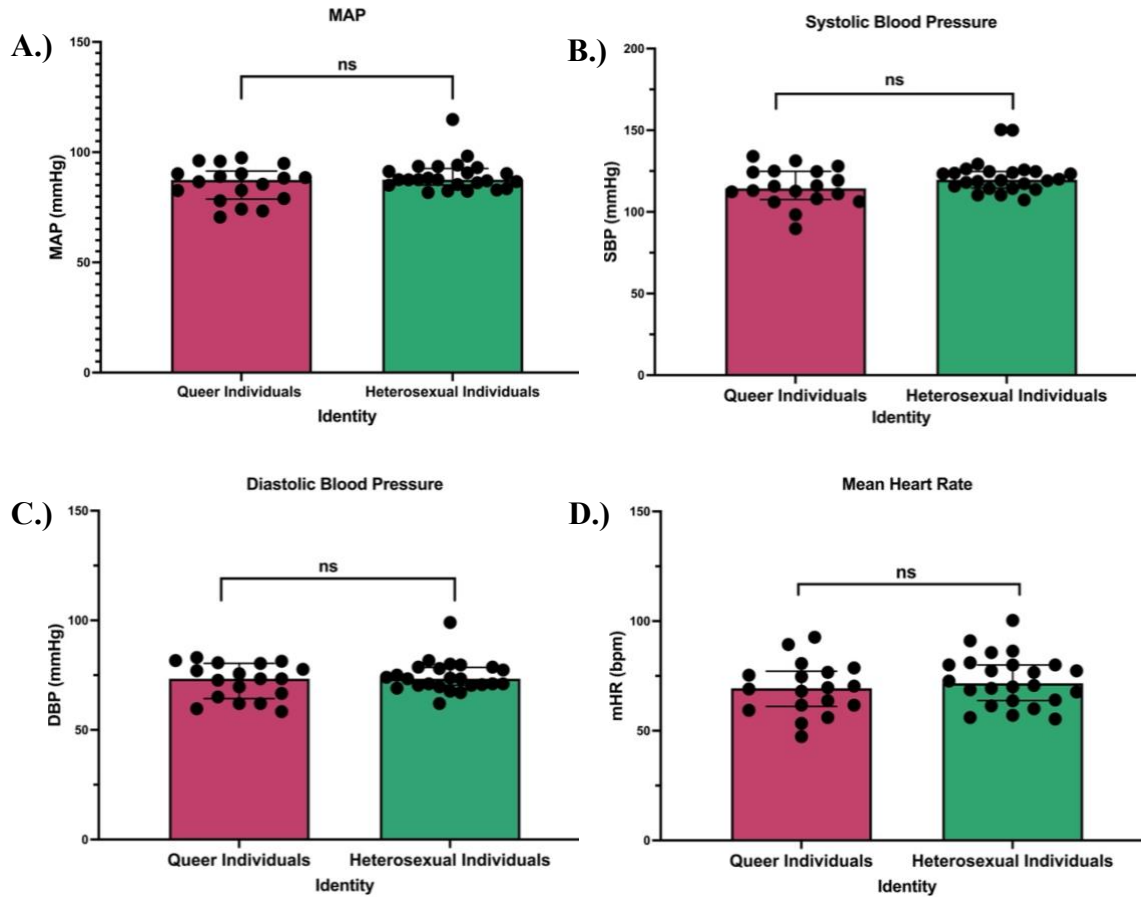 A.)
MAP
MAP (mmHg)
150
100
50
0
ns
Queer Individuals
Heterosexual Individuals
Identity
B.)
Systolic Blood Pressure
SBP (mmHg)
200
150
100
50
0
ns
Queer Individuals
Heterosexual Individuals
Identity
C.)
Diastolic Blood Pressure
DBP (mmHg)
150
100
50
0
ns
Queer Individuals
Heterosexual Individuals
Identity
D.)
Mean Heart Rate
mHR (bpm)
150
100
50
0
ns
Queer Individuals
Heterosexual Individuals
Identity